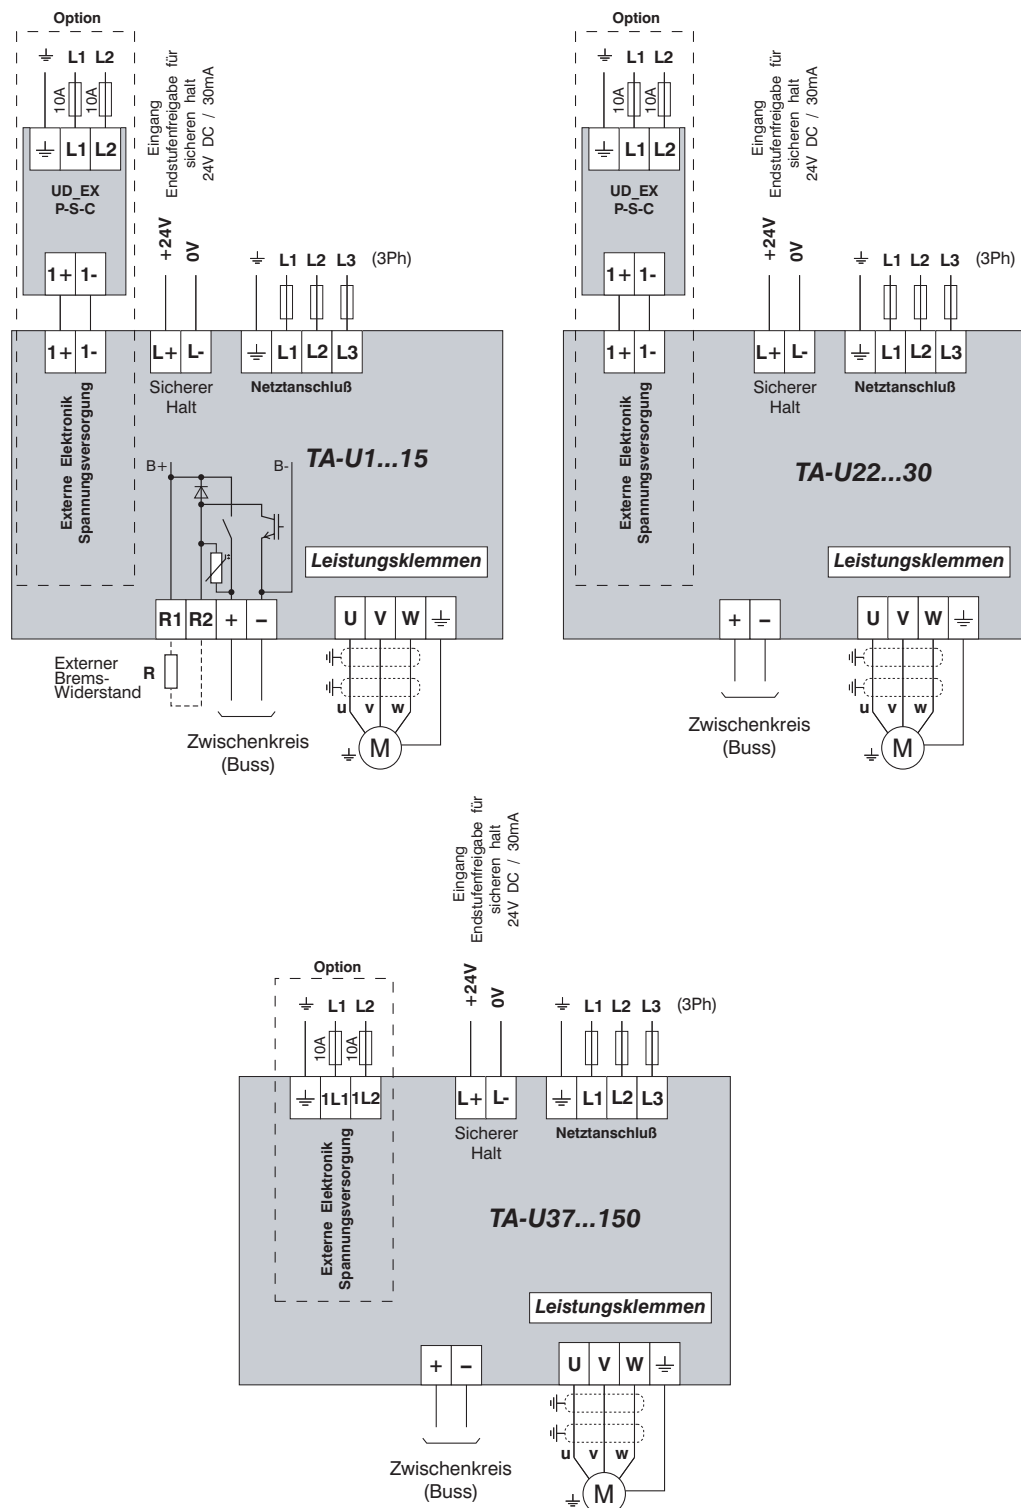 Option
L1 L2
10A
10A
L1 L2
UD_EX
P-S-C
1+ 1-
1+ 1-
Externe Elektronik
Spannungsversorgung
Eingang
Endstufenfreigabe für
sicheren halt
24V DC / 30mA
+24V
0V
L+ L-
Sicherer
Halt
L1 L2 L3 (3Ph)
L1 L2 L3
Netztanschluß
TA-U1...15
B+
B-
Leistungsklemmen
R1 R2 + −
U V W
Externer
Brems-
Widerstand
R
Zwischenkreis
(Buss)
u v w
M
Option
L1 L2
10A
10A
L1 L2
UD_EX
P-S-C
1+ 1-
1+ 1-
Externe Elektronik
Spannungsversorgung
Eingang
Endstufenfreigabe für
sicheren halt
24V DC / 30mA
+24V
0V
L+ L-
Sicherer
Halt
L1 L2 L3 (3Ph)
L1 L2 L3
Netztanschluß
TA-U22...30
Leistungsklemmen
+ −
U V W
Zwischenkreis
(Buss)
u v w
M
Option
L1 L2
10A
10A
1L1 1L2
Externe Elektronik
Spannungsversorgung
Eingang
Endstufenfreigabe für
sicheren halt
24V DC / 30mA
+24V
0V
L+ L-
Sicherer
Halt
L1 L2 L3 (3Ph)
L1 L2 L3
Netztanschluß
TA-U37...150
Leistungsklemmen
+ −
U V W
Zwischenkreis
(Buss)
u v w
M